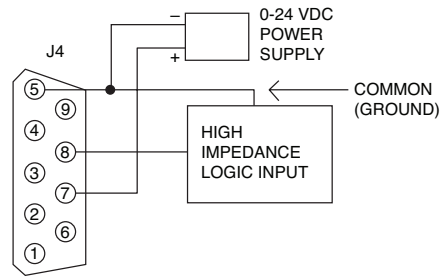 0-24 VDC
POWER
SUPPLY
–
+
J4
COMMON
(GROUND)
HIGH
IMPEDANCE
LOGIC INPUT
5
9
4
8
3
7
2
6
1